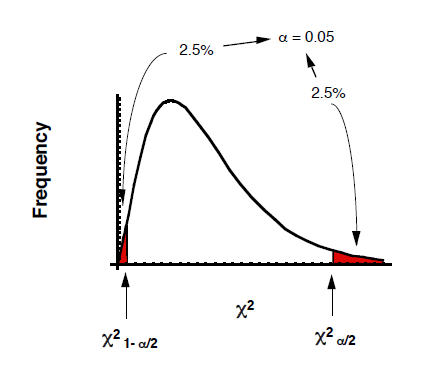 2.5%
α = 0.05
2.5%
Frequency
χ²
χ² 1- α/2
χ² α/2